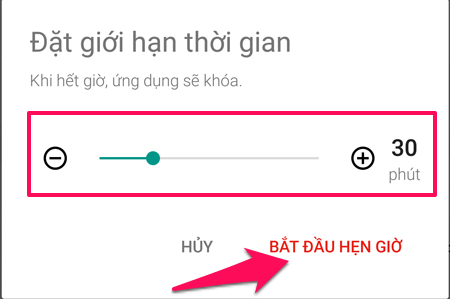 Đặt giới hạn thời gian
Khi hết giờ, ứng dụng sẽ khóa.
30
phút
HỦY BẮT ĐẦU HẸN GIỜ